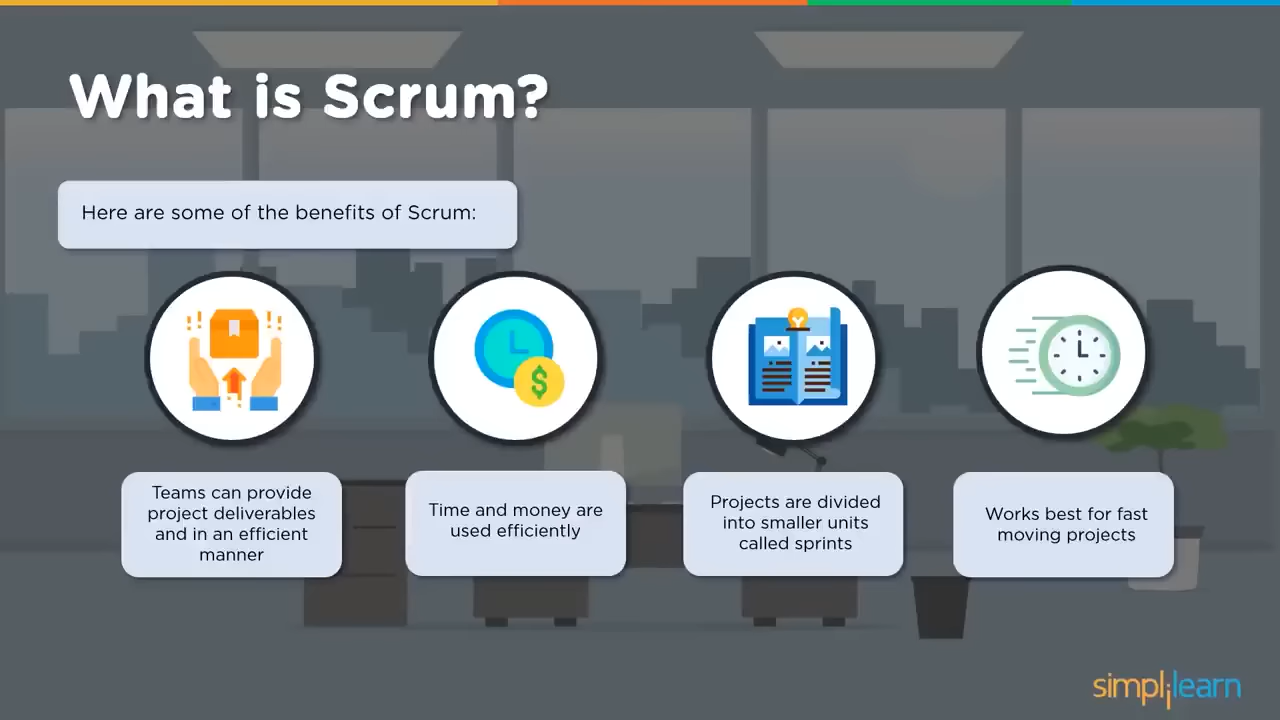 What is Scrum?
Here are some of the benefits of Scrum:
Teams can provide
project deliverables
and in an efficient
manner
Time and money are
used efficiently
Projects are divided
into smaller units
called sprints
Works best for fast
moving projects
$
simplilearn